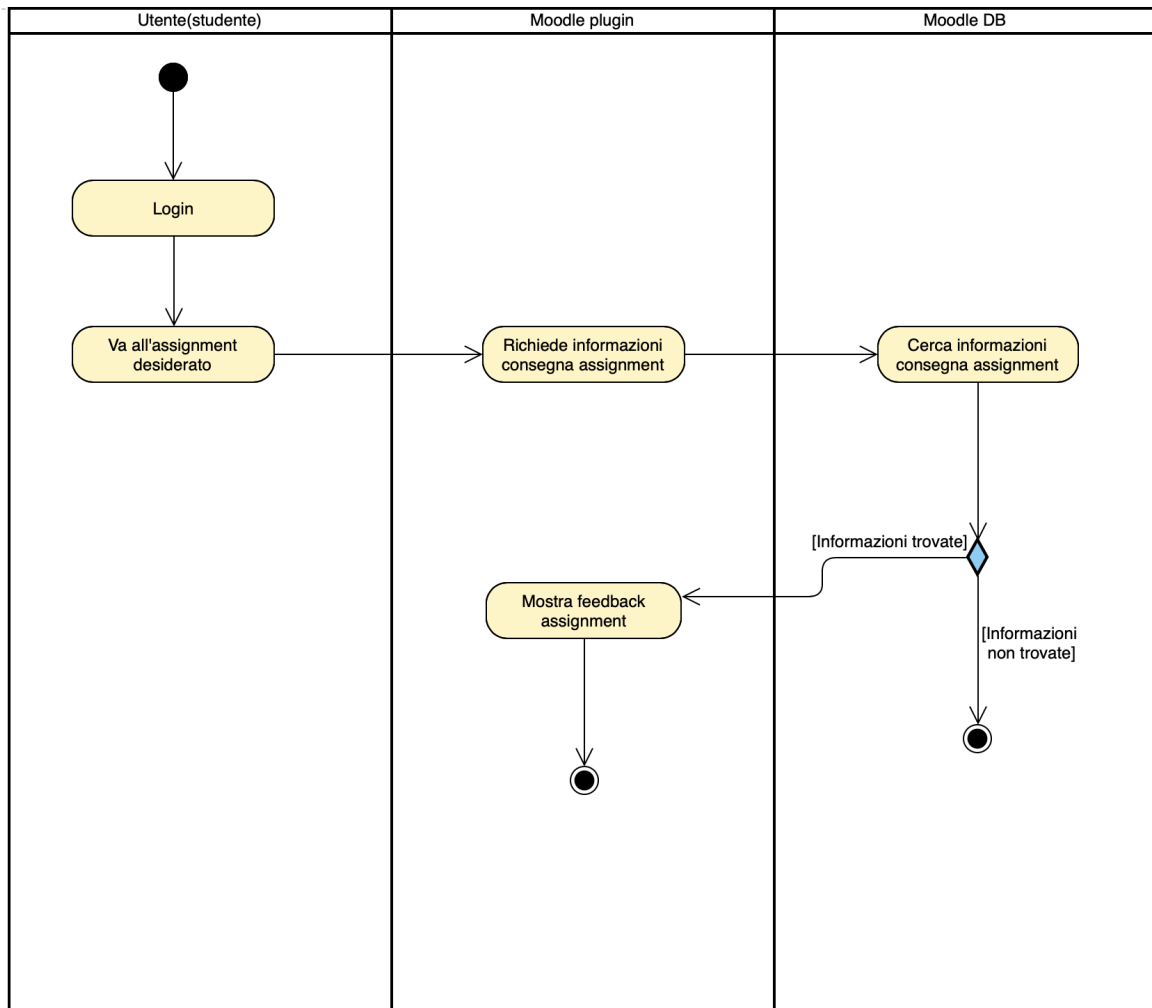 Utente(studente)
Moodle plugin
Moodle DB
Login
Va all'assignment
desiderato
Richiede informazioni
consegna assignment
Cerca informazioni
consegna assignment
[Informazioni trovate]
Mostra feedback
assignment
[Informazioni
non trovate]